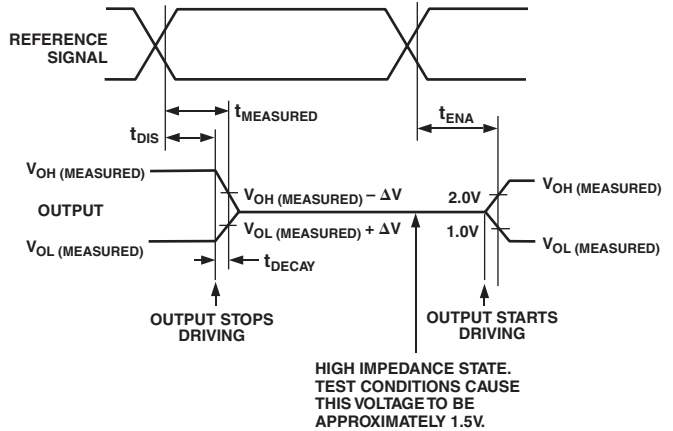 REFERENCE
SIGNAL
tMEASURED
tENA
tDIS
VOH (MEASURED)
VOH (MEASURED) – ΔV
2.0V
VOH (MEASURED)
OUTPUT
VOL (MEASURED) + ΔV
1.0V
VOL (MEASURED)
VOL (MEASURED)
tDECAY
OUTPUT STOPS
DRIVING
OUTPUT STARTS
DRIVING
HIGH IMPEDANCE STATE.
TEST CONDITIONS CAUSE
THIS VOLTAGE TO BE
APPROXIMATELY 1.5V.